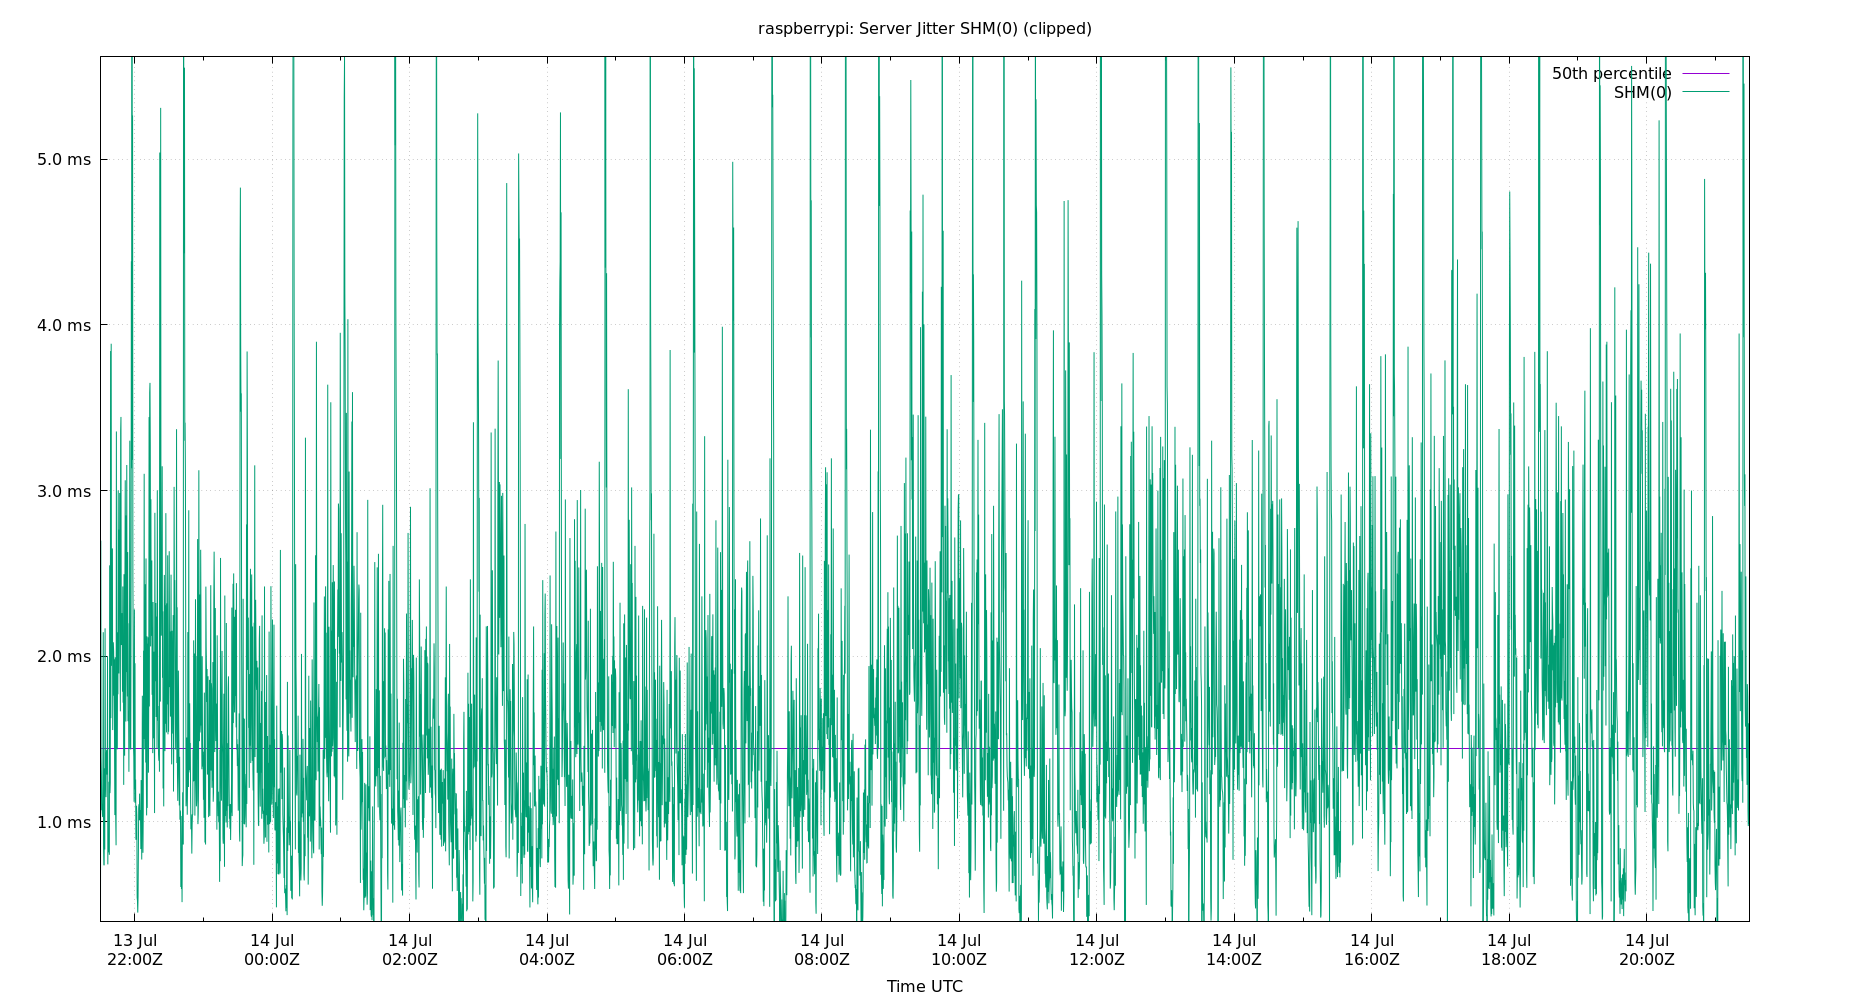 raspberrypi: Server Jitter SHM(0) (clipped)
50th percentile
SHM(0)
5.0 ms
4.0 ms
3.0 ms
2.0 ms
1.0 ms
13 Jul 14 Jul 14 Jul 14 Jul 14 Jul 14 Jul 14 Jul 14 Jul 14 Jul 14 Jul 14 Jul 14 Jul
22:00Z 00:00Z 02:00Z 04:00Z 06:00Z 08:00Z 10:00Z 12:00Z 14:00Z 16:00Z 18:00Z 20:00Z
Time UTC